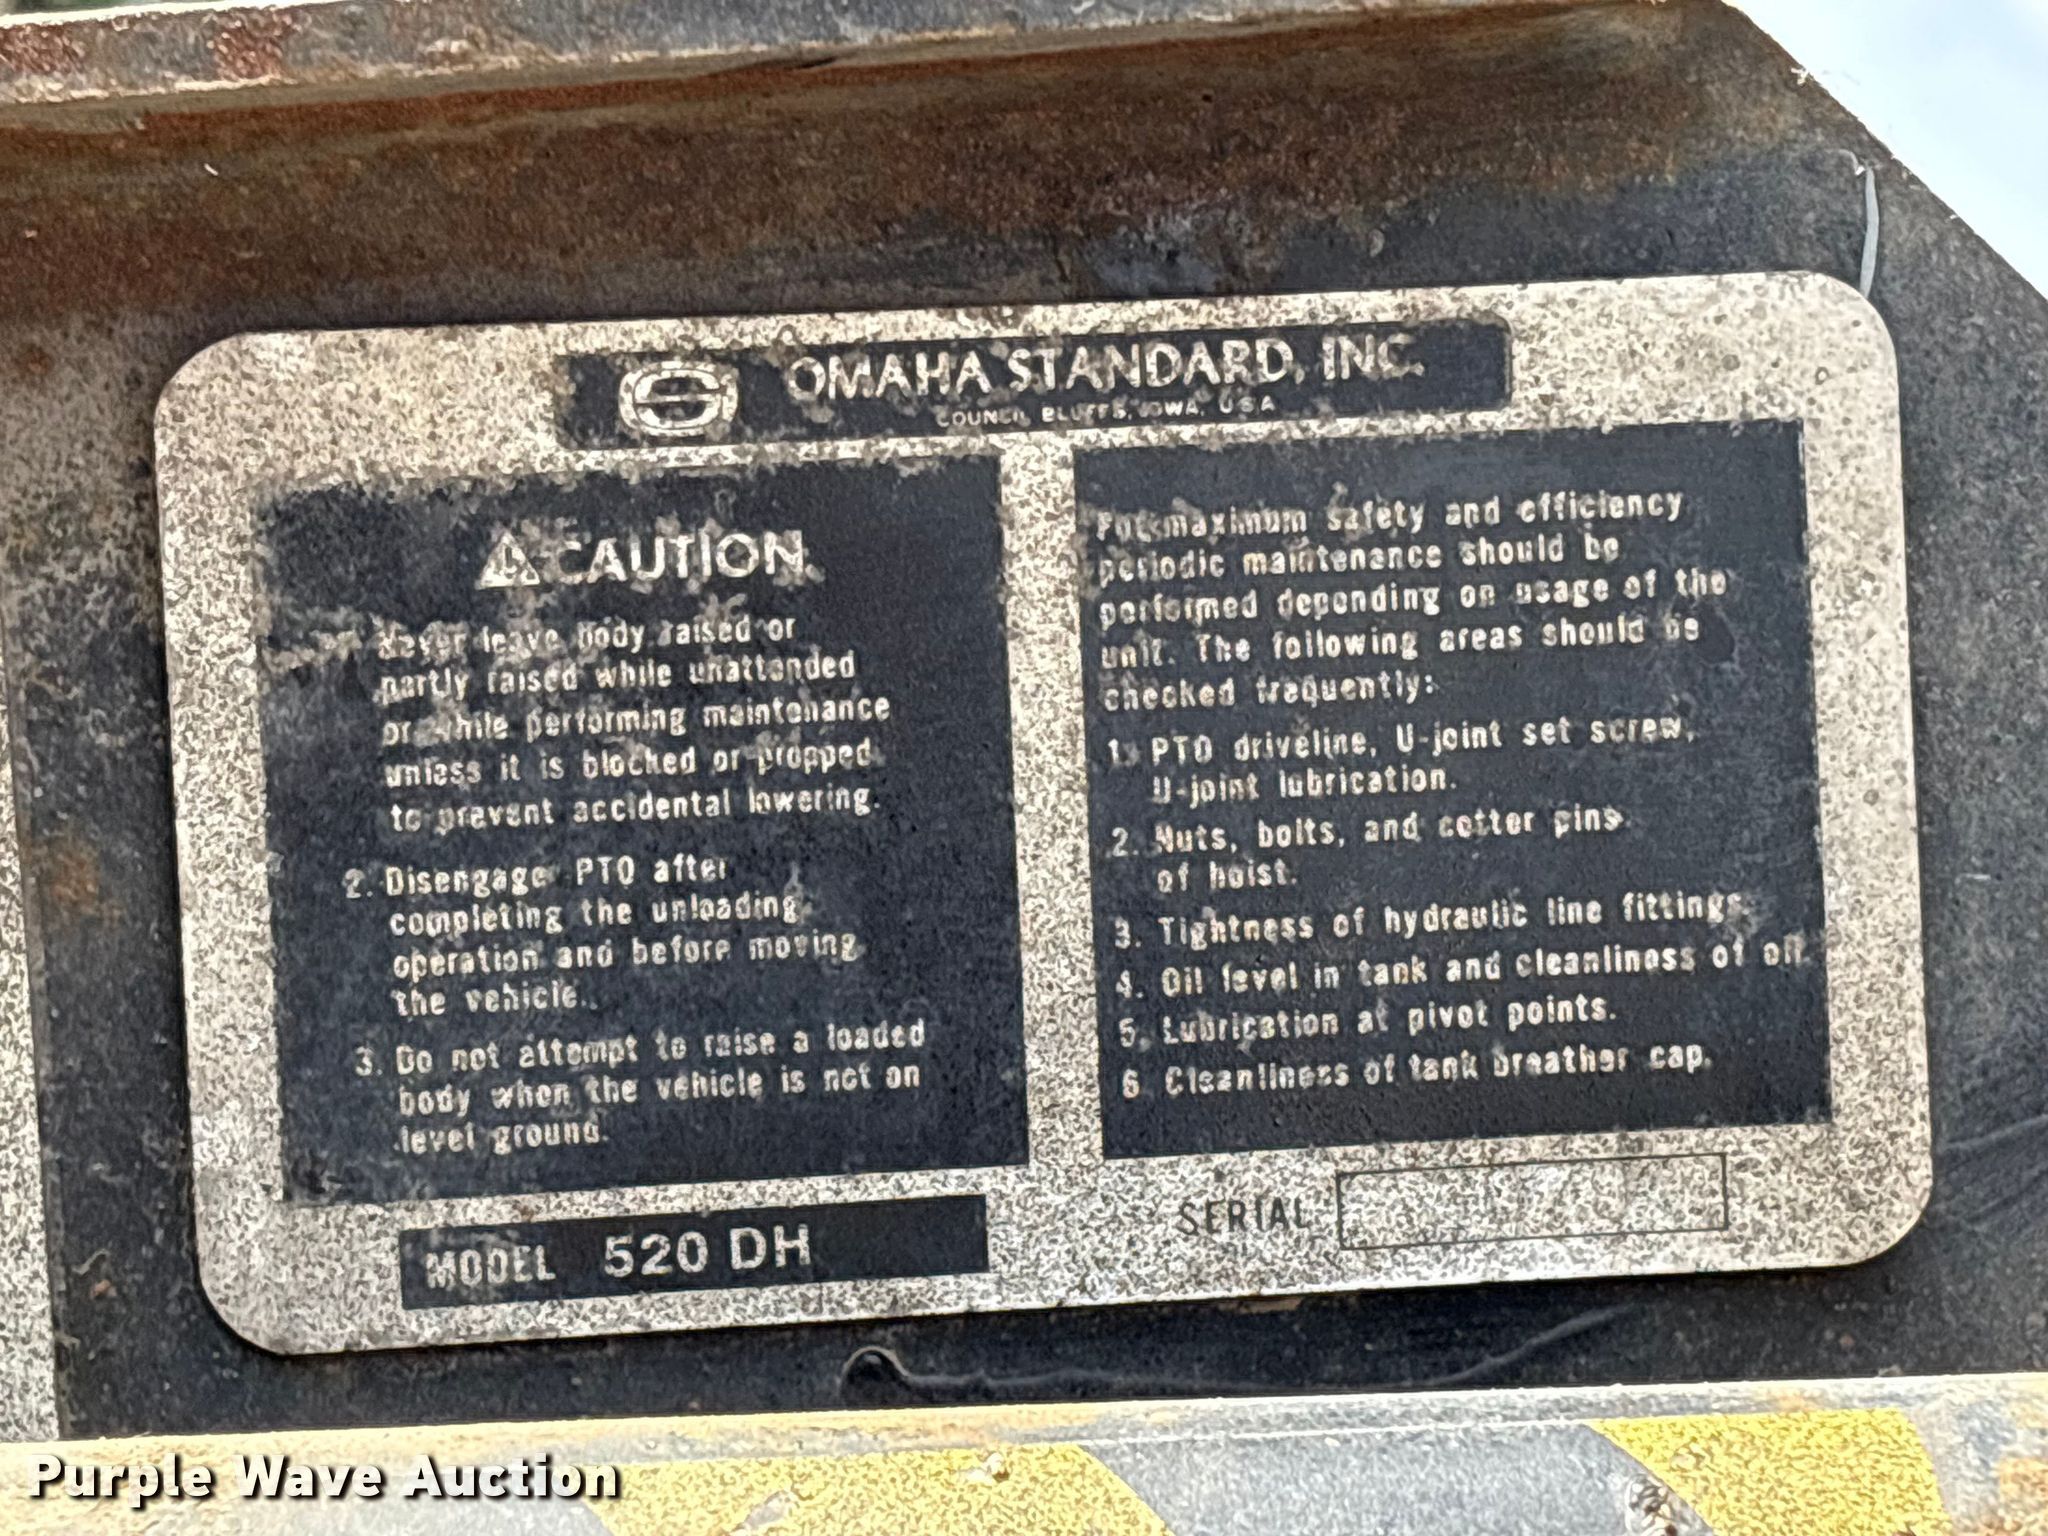 OMAHA STANDARD, INC.
COUNCIL BLUFFS, IOWA, U.S.A
CAUTION
Never leave body raised or
partly raised while unattended
or while performing maintenance
unless it is blocked or propped
to prevent accidental lowering.
2. Disengage PTO after
completing the unloading
operation and before moving
the vehicle.
3. Do not attempt to raise a loaded
body when the vehicle is not on
level ground.
MODEL 520 DH
For maximum safety and efficiency
periodic maintenance should be
performed depending on usage of the
unit. The following areas should be
checked frequently:
1. PTO driveline, U-joint set screw,
U-joint lubrication.
2. Nuts, bolts, and cotter pins
of hoist.
3. Tightness of hydraulic line fittings.
4. Oil level in tank and cleanliness of oil.
5. Lubrication at pivot points.
6. Cleanliness of tank breather cap.
SERIAL
Purple Wave Auction